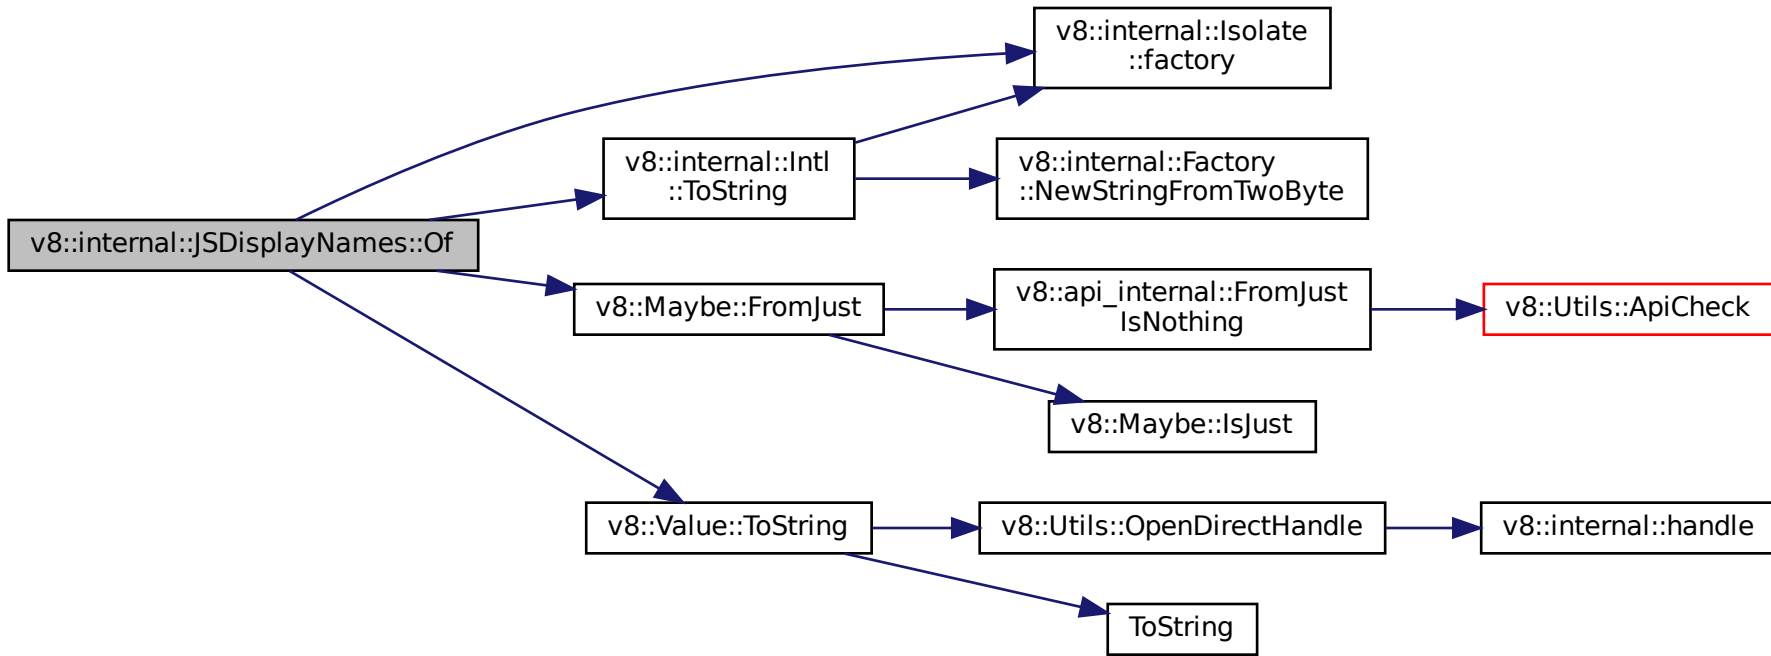 v8::internal::JSDisplayNames::Of
v8::internal::Isolate
::factory
v8::internal::Intl
::ToString
v8::internal::Factory
::NewStringFromTwoByte
v8::Maybe::FromJust
v8::api_internal::FromJust
IsNothing
v8::Utils::ApiCheck
v8::Maybe::IsJust
v8::Value::ToString
v8::Utils::OpenDirectHandle
v8::internal::handle
ToString